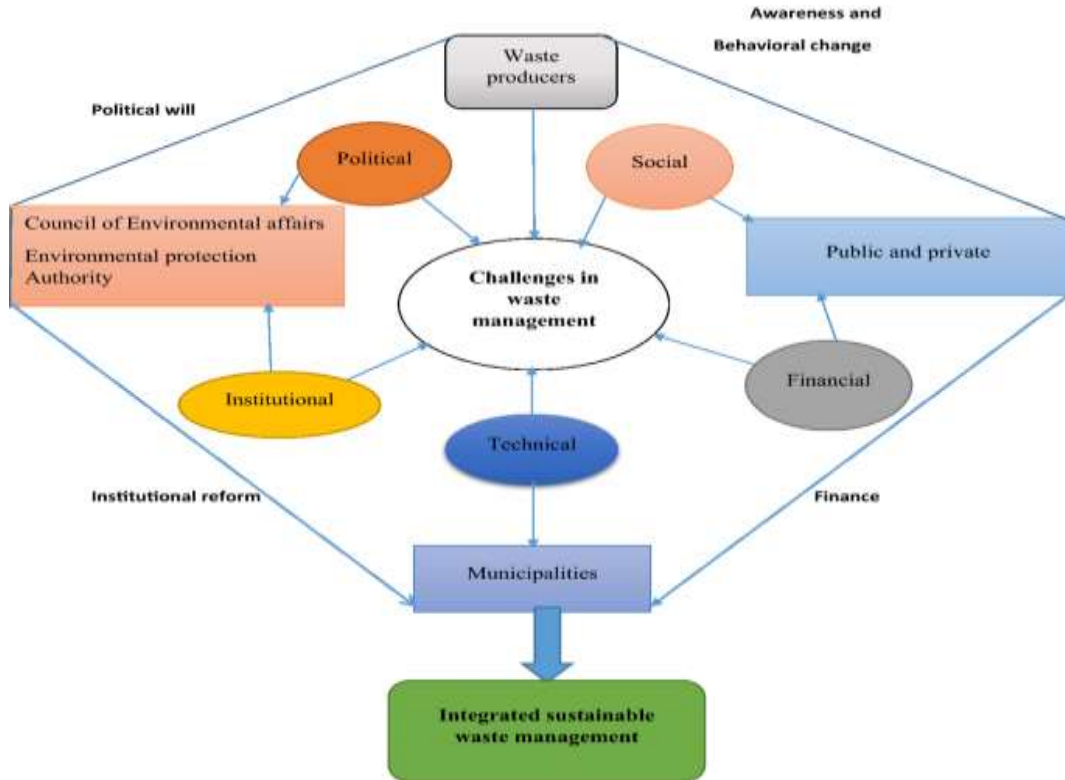 Awareness and
Behavioral change
Waste
producers
Political will
Political
Social
Council of Environmental affairs
Environmental protection
Authority
Public and private
Challenges in
waste
management
Institutional
Financial
Technical
Institutional reform
Finance
Municipalities
Integrated sustainable
waste management